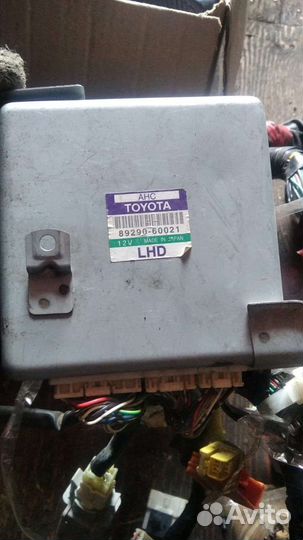 AHC
TOYOTA
89290-60021
12V MADE IN JAPAN
LHD
Avito